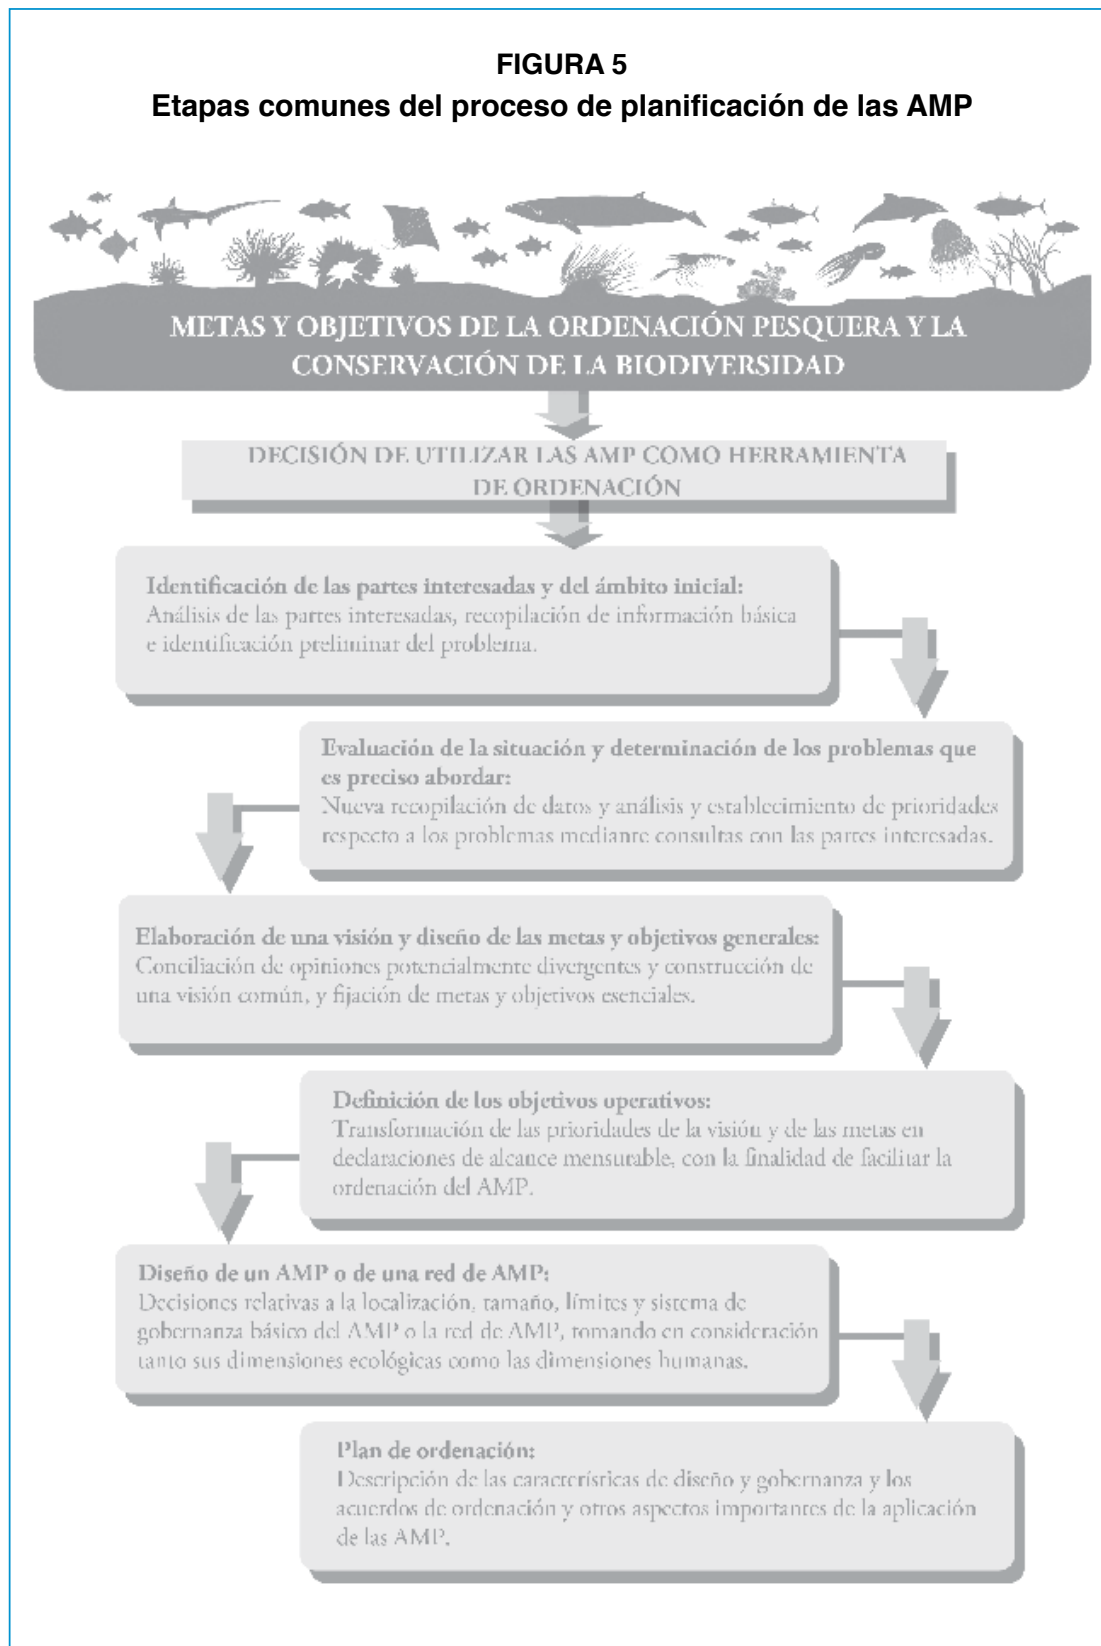 FIGURA 5
Etapas comunes del proceso de planificación de las AMP
METAS Y OBJETIVOS DE LA ORDENACIÓN PESQUERA Y LA
CONSERVACIÓN DE LA BIODIVERSIDAD
DECISIÓN DE UTILIZAR LAS AMP COMO HERRAMIENTA
DE ORDENACIÓN
Identificación de las partes interesadas y del ámbito inicial:
Análisis de las partes interesadas, recopilación de información básica
e identificación preliminar del problema.
Evaluación de la situación y determinación de los problemas que
es preciso abordar:
Nueva recopilación de datos y análisis y establecimiento de prioridades
respecto a los problemas mediante consultas con las partes interesadas.
Elaboración de una visión y diseño de las metas y objetivos generales:
Conciliación de opiniones potencialmente divergentes y construcción de
una visión común, y fijación de metas y objetivos esenciales.
Definición de los objetivos operativos:
Transformación de las prioridades de la visión y de las metas en
declaraciones de alcance mensurable, con la finalidad de facilitar la
ordenación del AMP.
Diseño de un AMP o de una red de AMP:
Decisiones relativas a la localización, tamaño, límites y sistema de
gobernanza básico del AMP o la red de AMP, tomando en consideración
tanto sus dimensiones ecológicas como las dimensiones humanas.
Plan de ordenación:
Descripción de las características de diseño y gobernanza y los
acuerdos de ordenación y otros aspectos importantes de la aplicación
de las AMP.